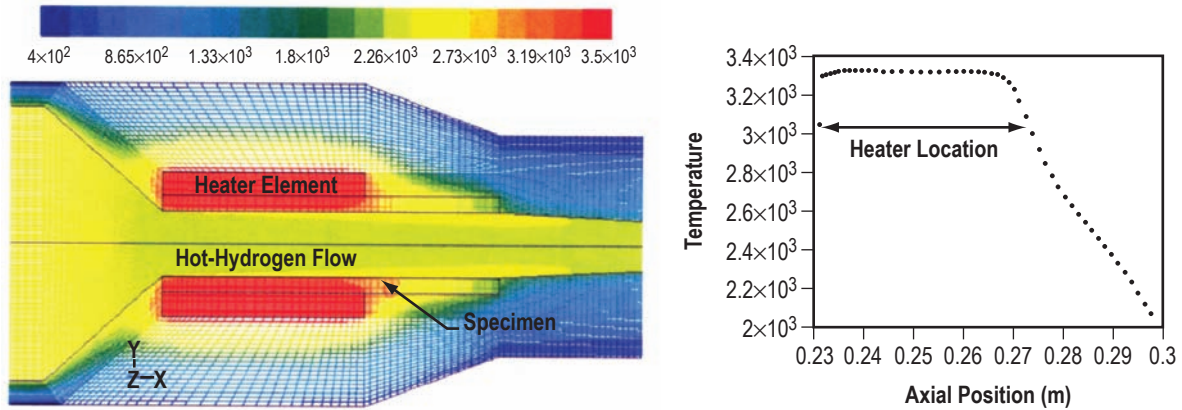 4×10² 8.65×10² 1.33×10³ 1.8×10³ 2.26×10³ 2.73×10³ 3.19×10³ 3.5×10³
Heater Element
Hot-Hydrogen Flow
Specimen
Y
Z X
3.4×10³
3.2×10³
3×10³
2.8×10³
2.6×10³
2.4×10³
2.2×10³
2×10³
Temperature
Heater Location
0.23 0.24 0.25 0.26 0.27 0.28 0.29 0.3
Axial Position (m)